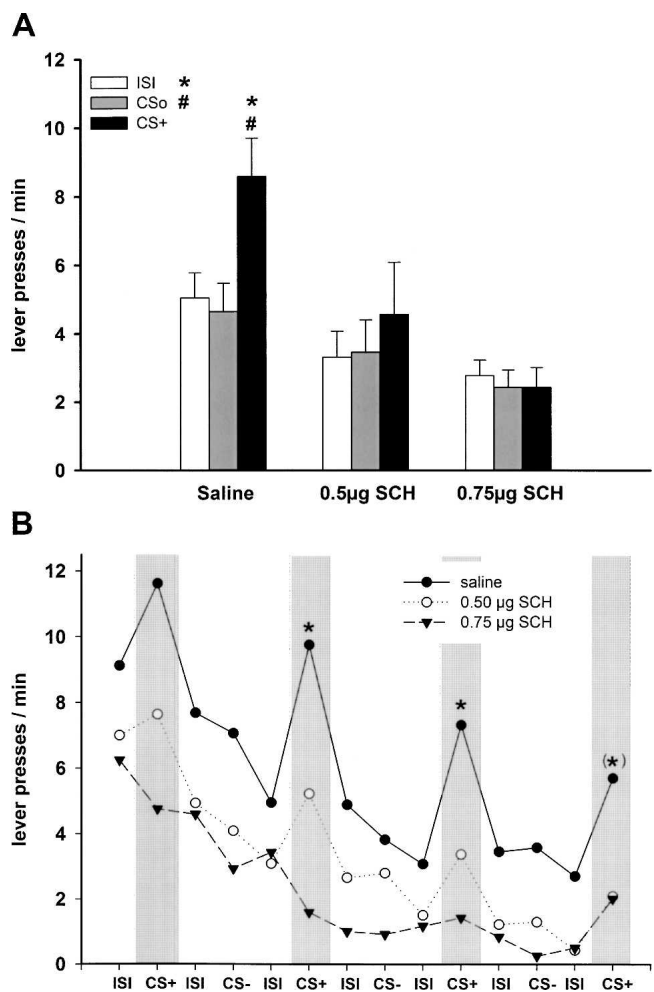 A
12
10
8
6
4
2
0
lever presses / min
ISI *
CSo #
CS+
*
#
Saline 0.5µg SCH 0.75µg SCH
B
12
10
8
6
4
2
0
lever presses / min
saline
0.50 µg SCH
0.75 µg SCH
*
*
(*)
ISI CS+ ISI CS- ISI CS+ ISI CS- ISI CS+ ISI CS- ISI CS+